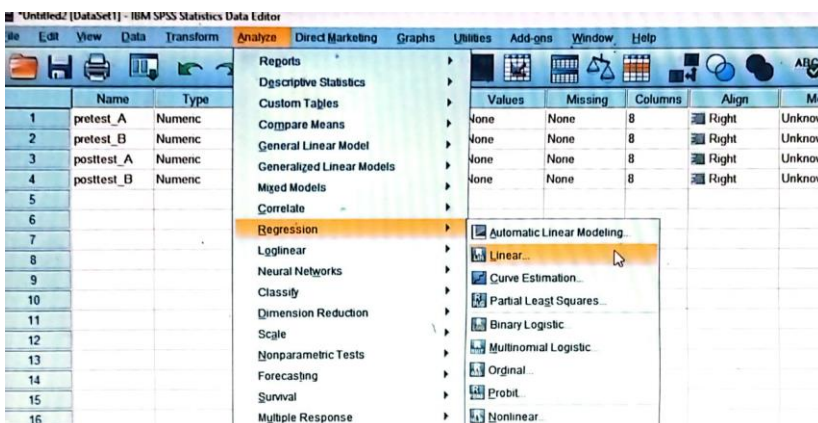 *Untitled2 [DataSet1] - IBM SPSS Statistics Data Editor
ile Edit View Data Transform Analyze Direct Marketing Graphs Utilities Add-ons Window Help
Name Type Values Missing Columns Align M
1 pretest_A Numeric None None 8 Right Unknow
2 pretest_B Numeric None None 8 Right Unknow
3 posttest_A Numeric None None 8 Right Unknow
4 posttest_B Numeric None None 8 Right Unknow
5
6
7
8
9
10
11
12
13
14
15
16
Reports
Descriptive Statistics
Custom Tables
Compare Means
General Linear Model
Generalized Linear Models
Mixed Models
Correlate
Regression
Loglinear
Neural Networks
Classify
Dimension Reduction
Scale
Nonparametric Tests
Forecasting
Survival
Multiple Response
Automatic Linear Modeling...
Linear...
Curve Estimation...
Partial Least Squares...
Binary Logistic...
Multinomial Logistic...
Ordinal...
Probit...
Nonlinear...